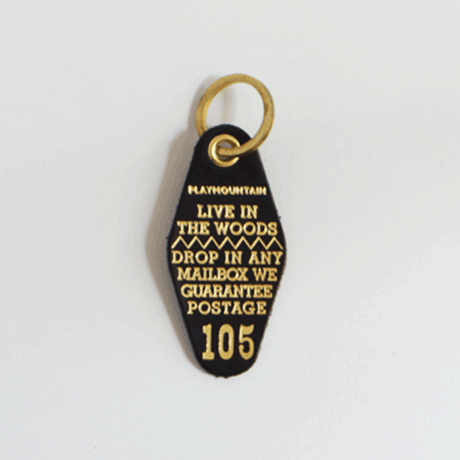 PLAYMOUNTAIN
LIVE IN
THE WOODS
DROP IN ANY
MAILBOX WE
GUARANTEE
POSTAGE
105